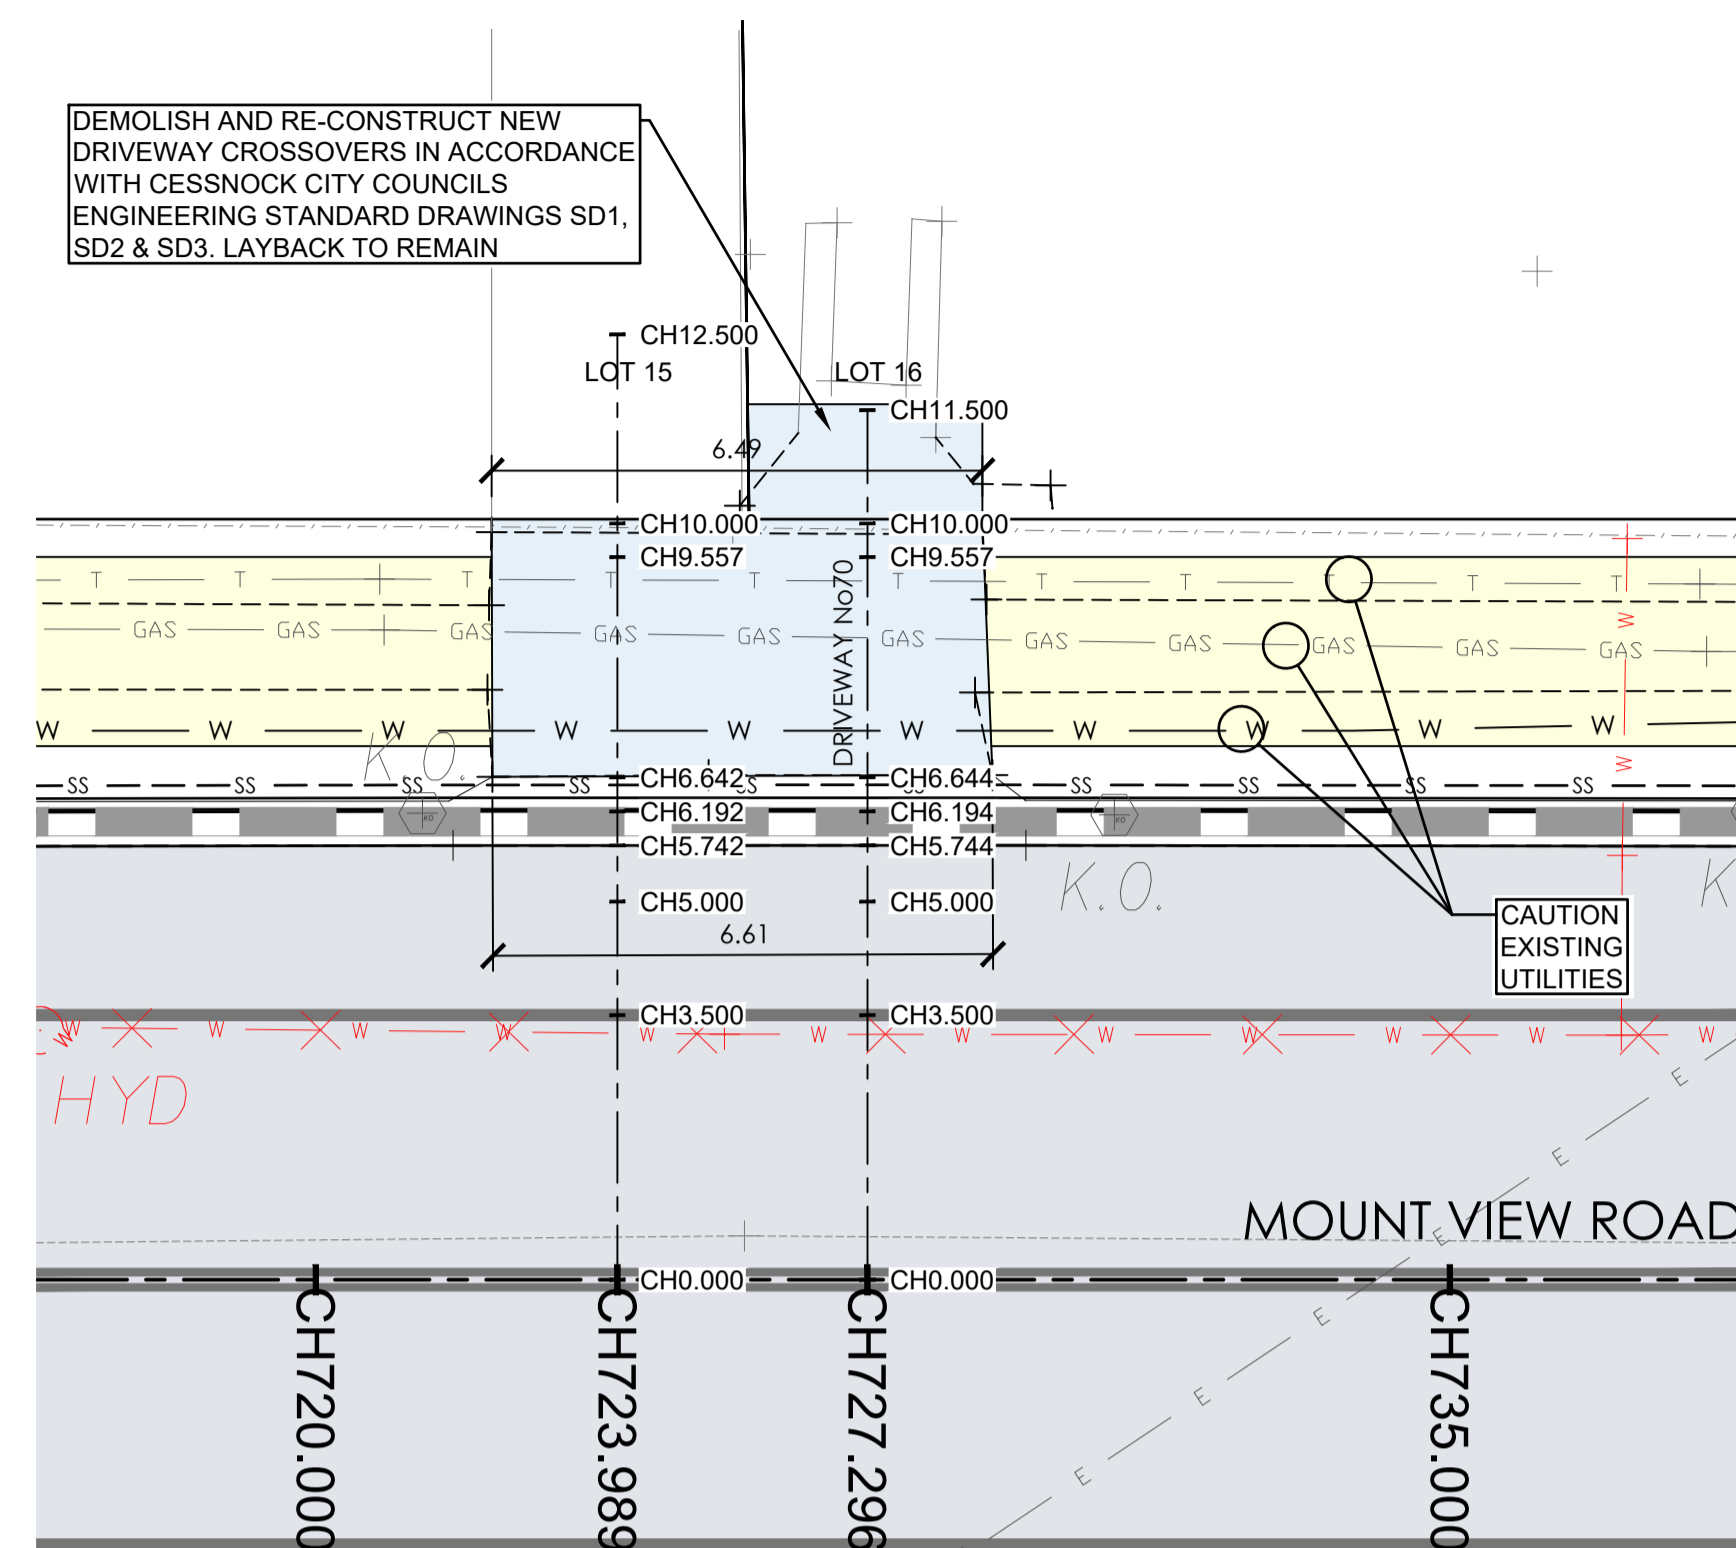 DEMOLISH AND RE-CONSTRUCT NEW
DRIVEWAY CROSSOVERS IN ACCORDANCE
WITH CESSNOCK CITY COUNCILS
ENGINEERING STANDARD DRAWINGS SD1,
SD2 & SD3. LAYBACK TO REMAIN
CH12.500
LOT 15
LOT 16
CH11.500
6.49
CH10.000 CH10.000
CH9.557 CH9.557
T T T T T T T T T T T
GAS GAS GAS GAS GAS GAS GAS GAS GAS GAS GAS
DRIVEWAY No70
W W W W W W W W W W
W
W
K.O.
CH6.642 CH6.644
SS SS SS SS SS SS SS SS SS
CH6.192 CH6.194
KO KO
CH5.742 CH5.744
K.O.
K
CH5.000 CH5.000
6.61
CAUTION
EXISTING
UTILITIES
CH3.500 CH3.500
W W W W W W W W W W W W
HYD
E
E
MOUNT VIEW ROAD
E
CH0.000 CH0.000
E
E
E
CH720.000
CH723.989
CH727.296
CH735.000